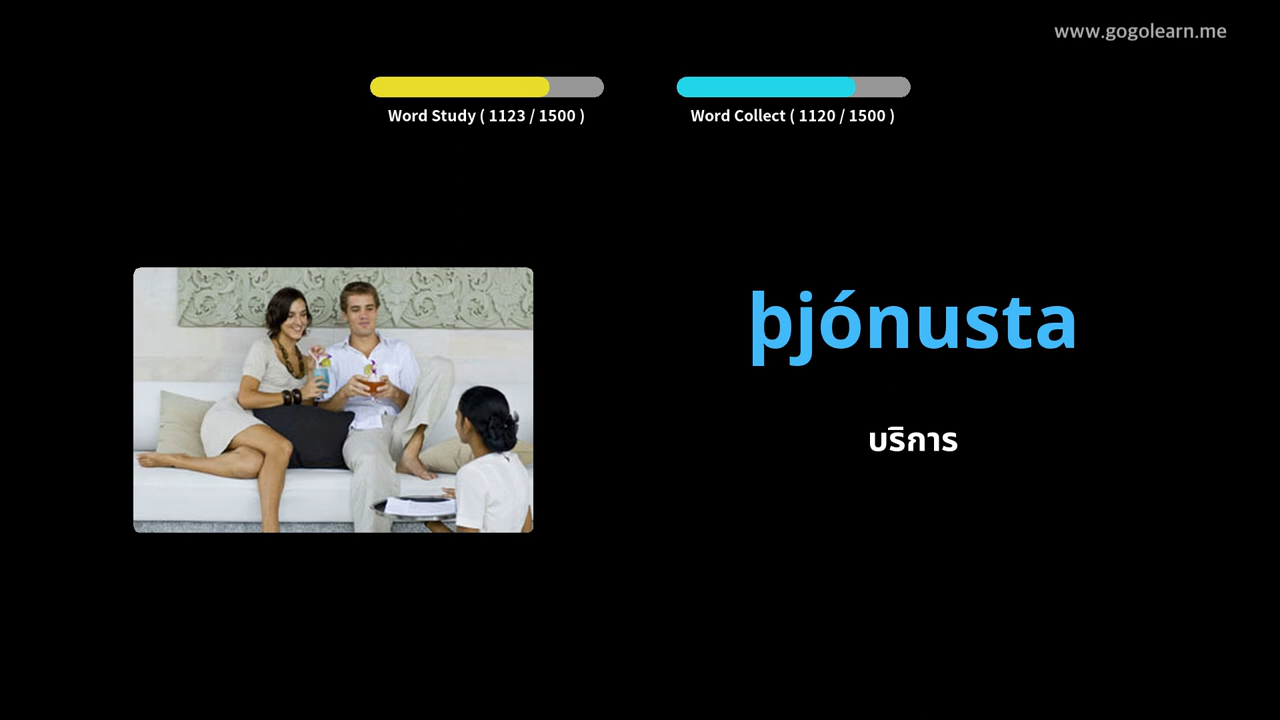 www.gogolearn.me
Word Study ( 1123 / 1500 )
Word Collect ( 1120 / 1500 )
þjónusta
บริการ